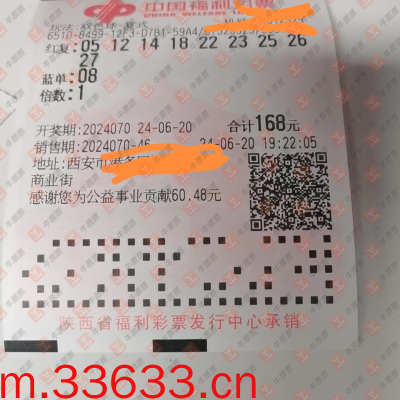 中国福利彩票
红复:05 12 14 18 22 23 25 26
27
蓝单:08
倍数:1
开奖期:2024070 24-06-20 合计168元
销售期:2024070-46 24-06-20 19:22:05
地址:西安市
商业街
感谢您为公益事业贡献60.48元
陕西省福利彩票发行中心承销
m.33633.cn